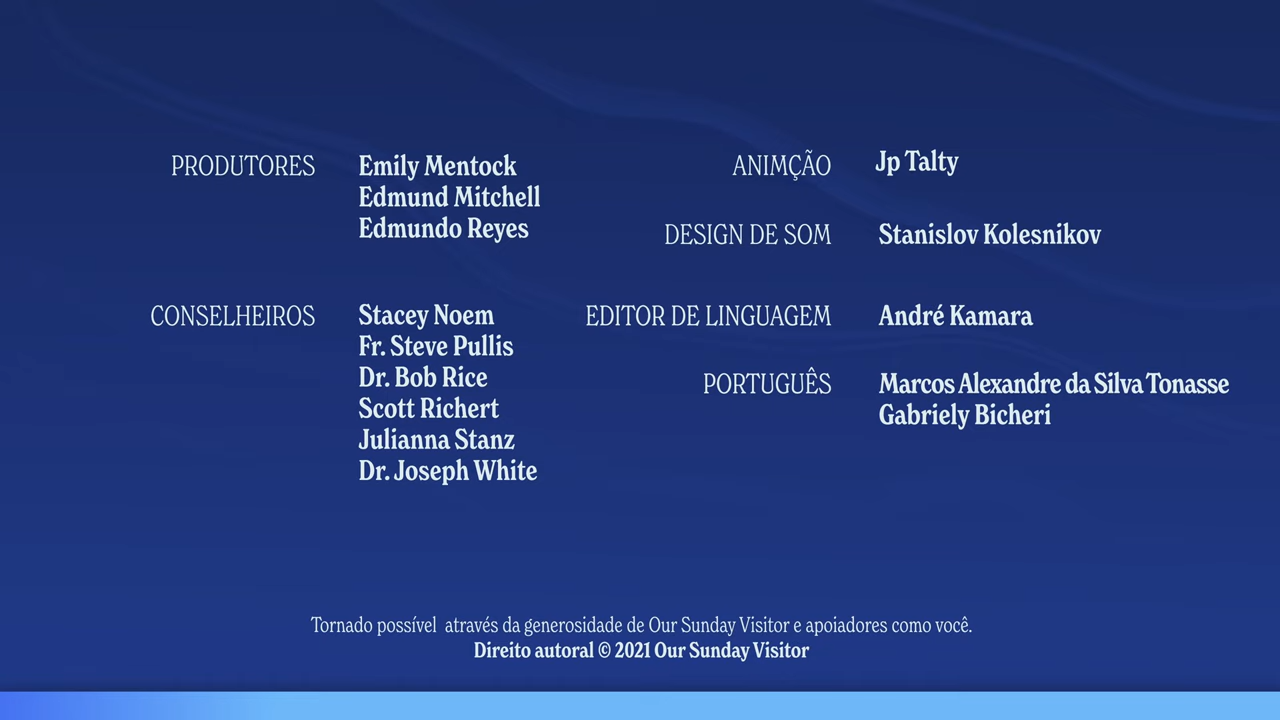 PRODUTORES Emily Mentock
Edmund Mitchell
Edmundo Reyes
CONSELHEIROS Stacey Noem
Fr. Steve Pullis
Dr. Bob Rice
Scott Richert
Julianna Stanz
Dr. Joseph White
ANIMÇÃO Jp Talty
DESIGN DE SOM Stanislov Kolesnikov
EDITOR DE LINGUAGEM André Kamara
PORTUGUÊS Marcos Alexandre da Silva Tonasse
Gabriely Bicheri
Tornado possível através da generosidade de Our Sunday Visitor e apoiadores como você.
Direito autoral © 2021 Our Sunday Visitor